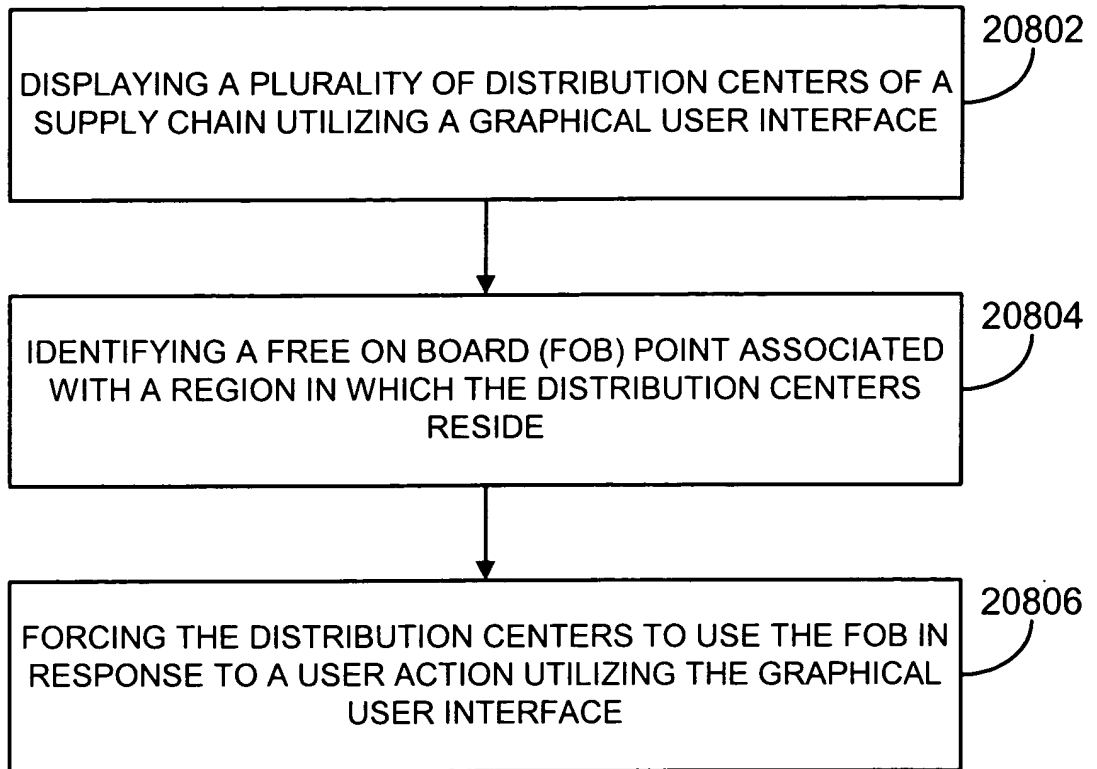 20802
DISPLAYING A PLURALITY OF DISTRIBUTION CENTERS OF A
SUPPLY CHAIN UTILIZING A GRAPHICAL USER INTERFACE
20804
IDENTIFYING A FREE ON BOARD (FOB) POINT ASSOCIATED
WITH A REGION IN WHICH THE DISTRIBUTION CENTERS
RESIDE
20806
FORCING THE DISTRIBUTION CENTERS TO USE THE FOB IN
RESPONSE TO A USER ACTION UTILIZING THE GRAPHICAL
USER INTERFACE